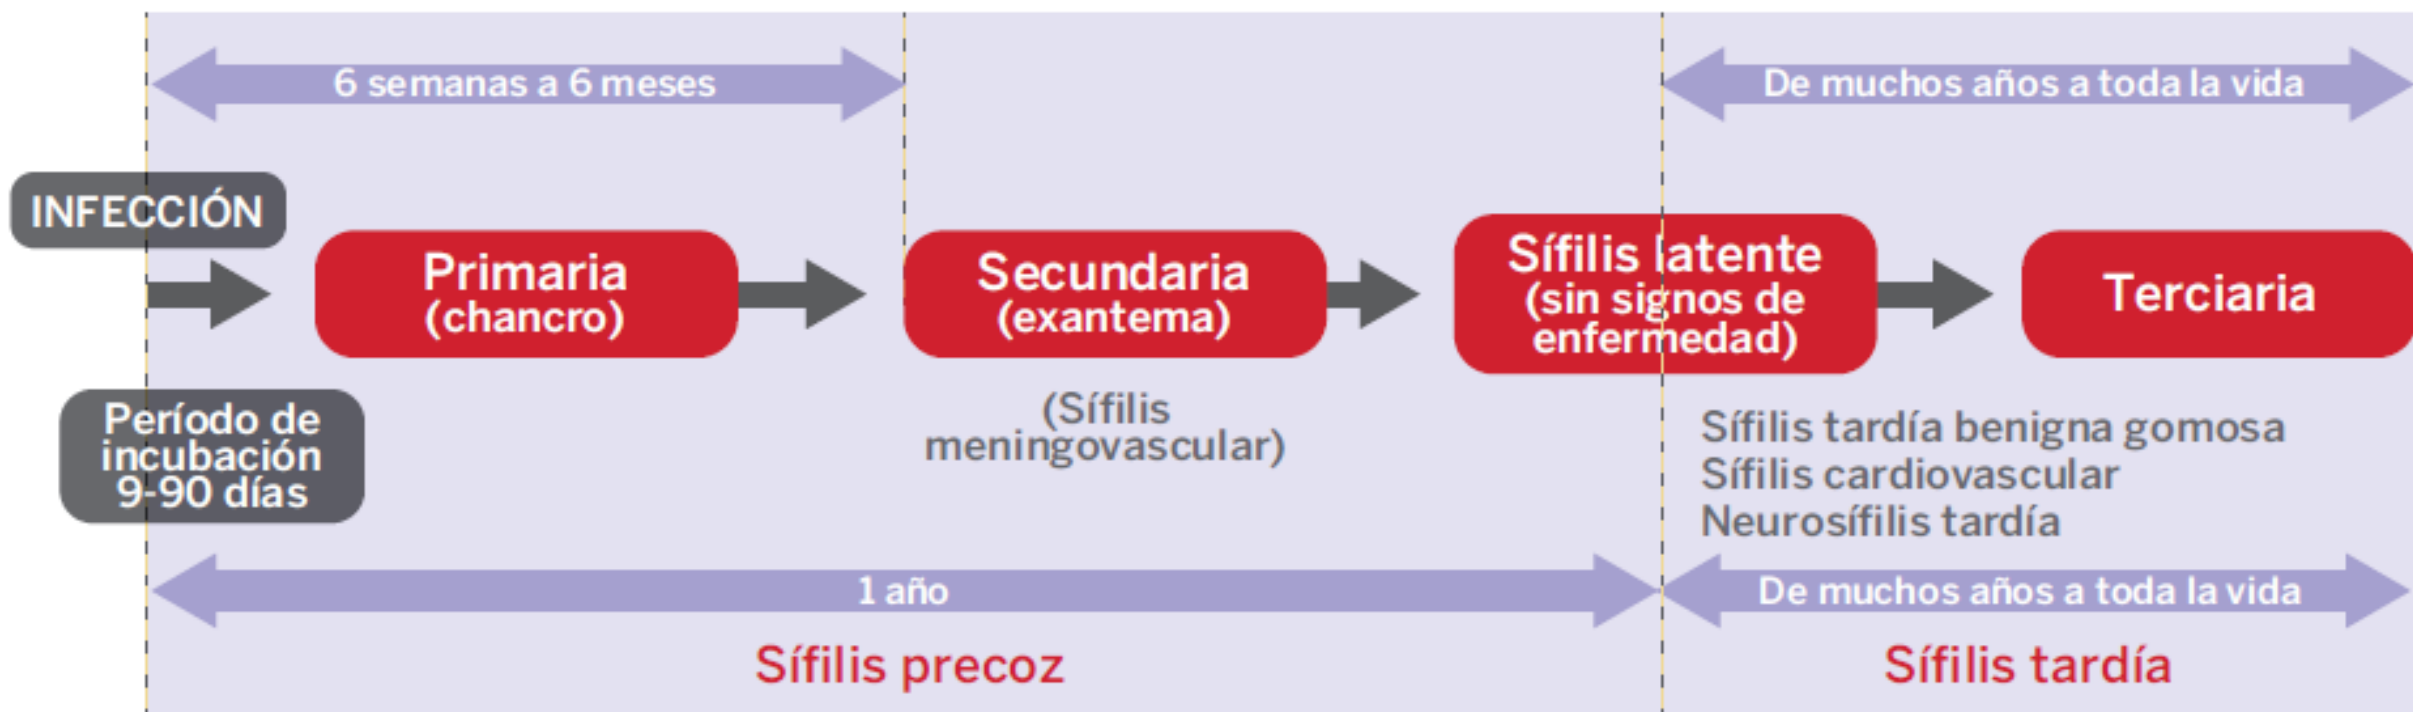 6 semanas a 6 meses
De muchos años a toda la vida
INFECCIÓN
Primaria
(chancro)
Secundaria
(exantema)
Sífilis latente
(sin signos de
enfermedad)
Terciaria
Período de
incubación
9-90 días
(Sífilis
meningovascular)
Sífilis tardía benigna gomosa
Sífilis cardiovascular
Neurosífilis tardía
1 año
De muchos años a toda la vida
Sífilis precoz
Sífilis tardía